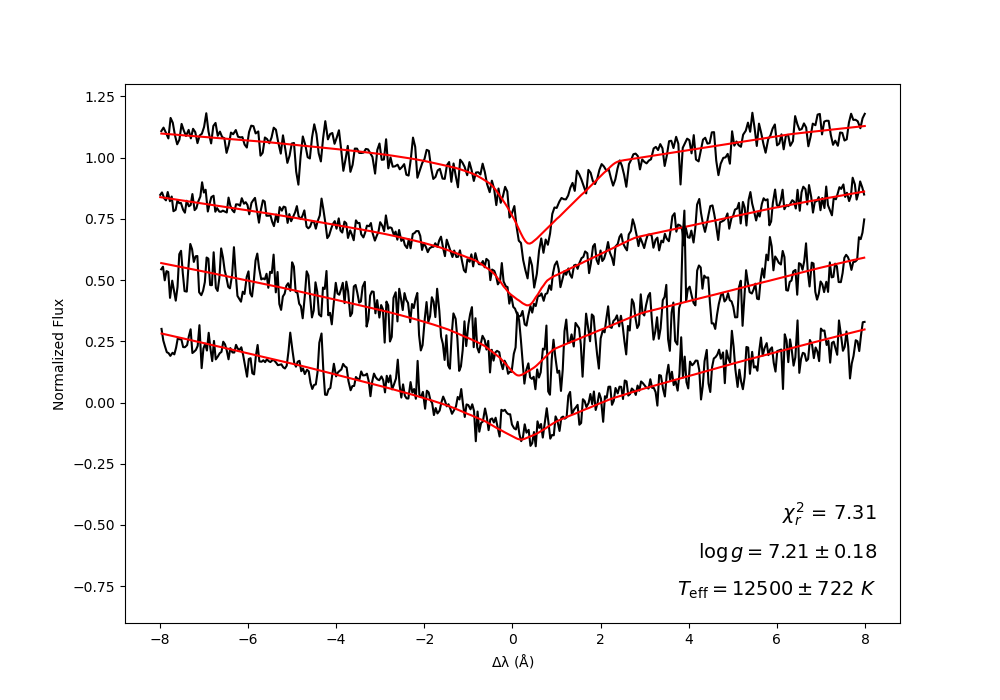 1.25
1.00
0.75
0.50
0.25
0.00
−0.25
−0.50
−0.75
Normalized Flux
χ²ᵣ = 7.31
log g = 7.21 ± 0.18
T_eff = 12500 ± 722 K
−8 −6 −4 −2 0 2 4 6 8
Δλ (Å)